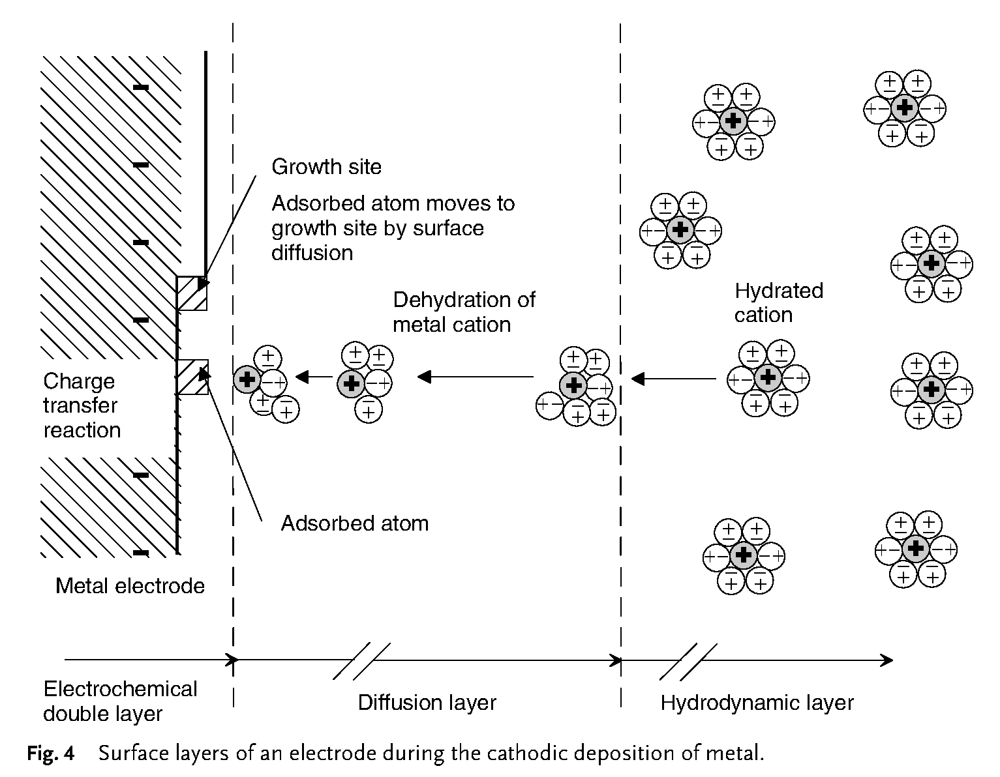 Growth site
Adsorbed atom moves to
growth site by surface
diffusion
Dehydration of
metal cation
Hydrated
cation
Charge
transfer
reaction
Adsorbed atom
Metal electrode
Electrochemical
double layer
Diffusion layer
Hydrodynamic layer
Fig. 4 Surface layers of an electrode during the cathodic deposition of metal.